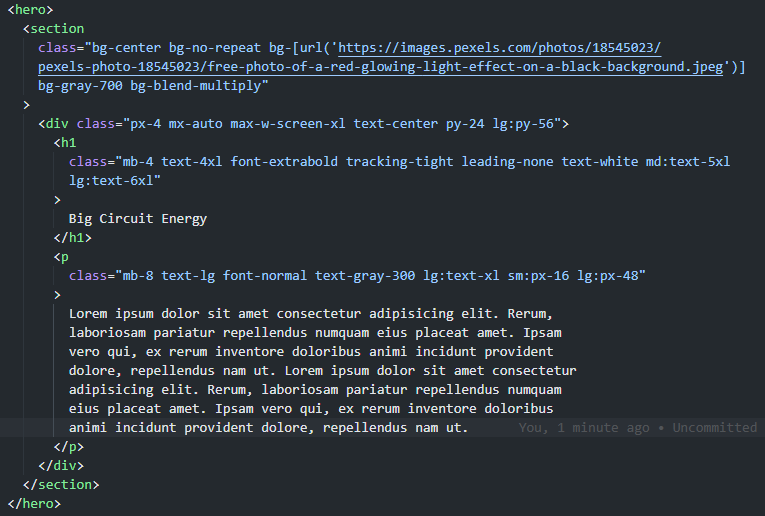 <hero>
<section
class="bg-center bg-no-repeat bg-[url('https://images.pexels.com/photos/18545023/
pexels-photo-18545023/free-photo-of-a-red-glowing-light-effect-on-a-black-background.jpeg')]
bg-gray-700 bg-blend-multiply"
>
<div class="px-4 mx-auto max-w-screen-xl text-center py-24 lg:py-56">
<h1
class="mb-4 text-4xl font-extrabold tracking-tight leading-none text-white md:text-5xl
lg:text-6xl"
>
Big Circuit Energy
</h1>
<p
class="mb-8 text-lg font-normal text-gray-300 lg:text-xl sm:px-16 lg:px-48"
>
Lorem ipsum dolor sit amet consectetur adipisicing elit. Rerum,
laboriosam pariatur repellendus numquam eius placeat amet. Ipsam
vero qui, ex rerum inventore doloribus animi incidunt provident
dolore, repellendus nam ut. Lorem ipsum dolor sit amet consectetur
adipisicing elit. Rerum, laboriosam pariatur repellendus numquam
eius placeat amet. Ipsam vero qui, ex rerum inventore doloribus
animi incidunt provident dolore, repellendus nam ut. You, 1 minute ago • Uncommitted
</p>
</div>
</section>
</hero>